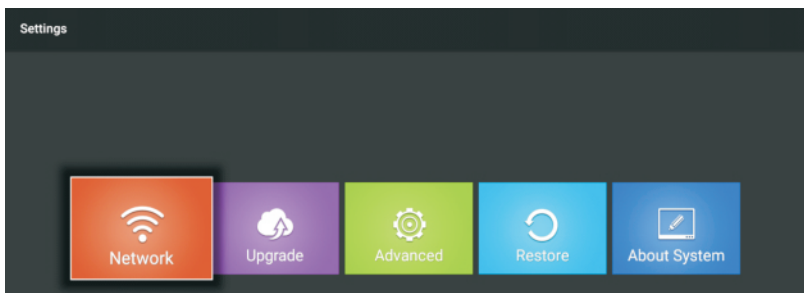 Settings
Network
Upgrade
Advanced
Restore
About System